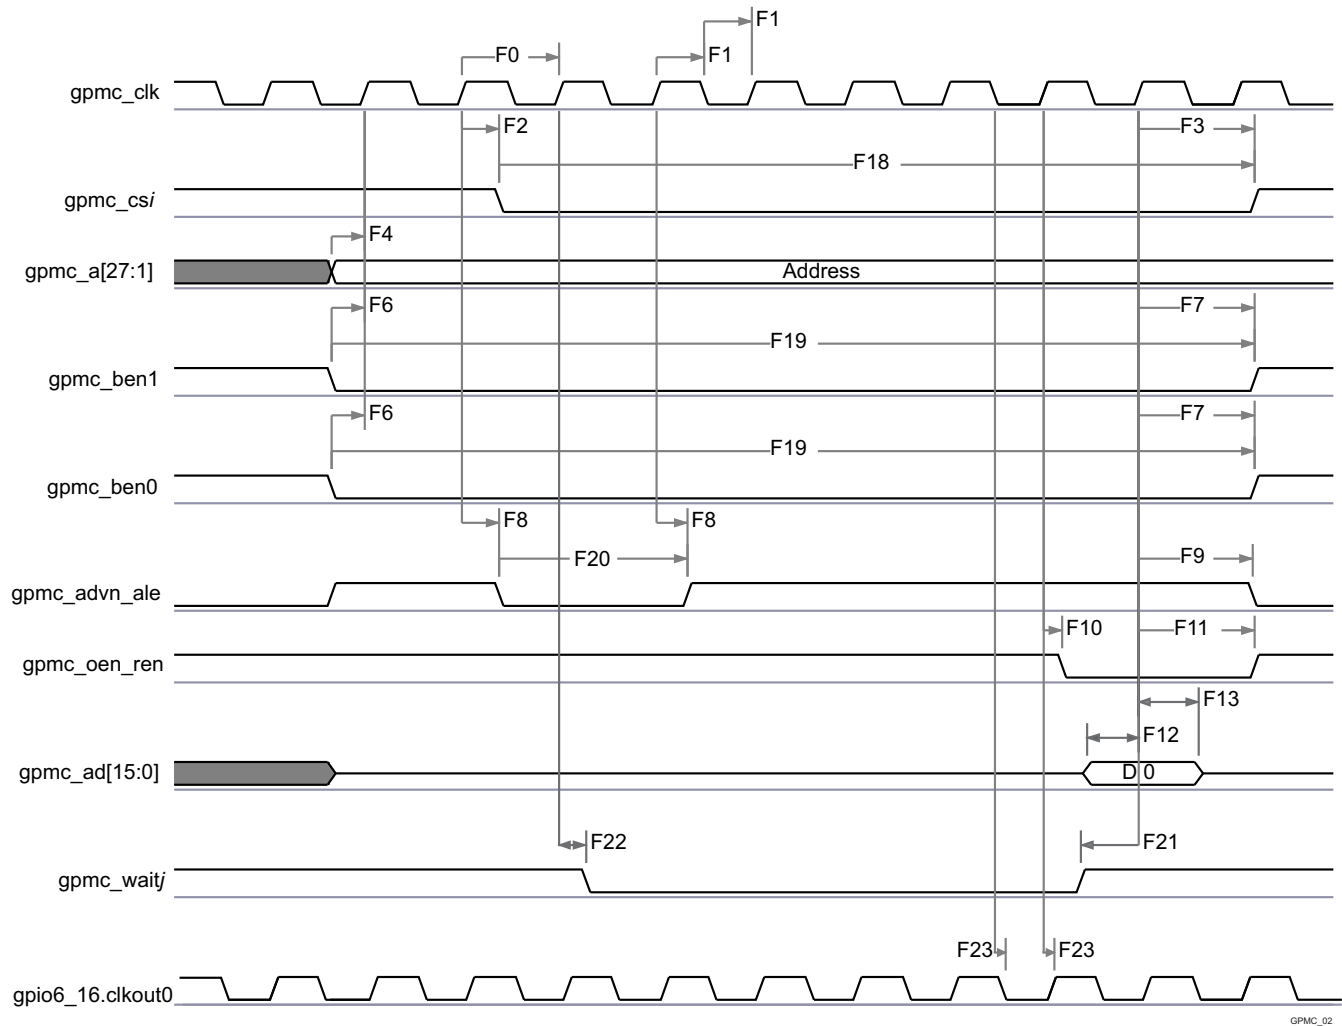 F1
F0
F1
gpmc_clk
F2
F3
F18
gpmc_csi
F4
gpmc_a[27:1]
Address
F6
F7
F19
gpmc_ben1
F6
F7
F19
gpmc_ben0
F8
F8
F20
F9
gpmc_advn_ale
F10
F11
gpmc_oen_ren
F13
F12
gpmc_ad[15:0]
D 0
F22
F21
gpmc_waitj
F23
F23
gpio6_16.clkout0
GPMC_02